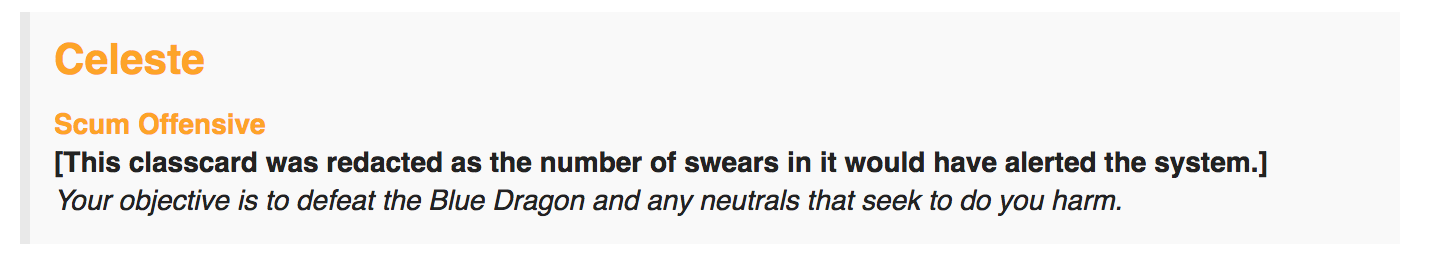 Celeste
Scum Offensive
[This classcard was redacted as the number of swears in it would have alerted the system.]
Your objective is to defeat the Blue Dragon and any neutrals that seek to do you harm.